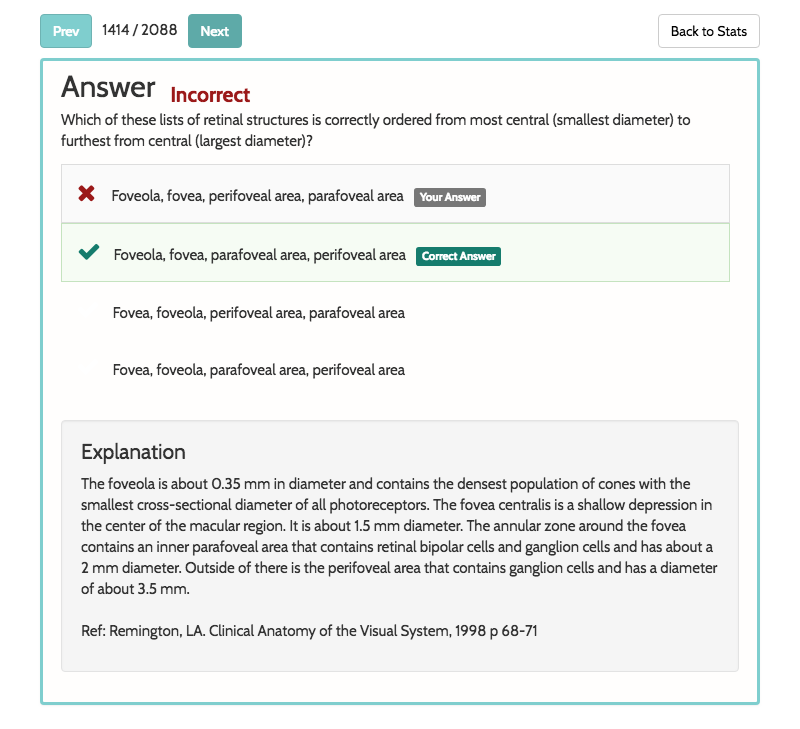 Prev 1414 / 2088 Next Back to Stats
Answer Incorrect
Which of these lists of retinal structures is correctly ordered from most central (smallest diameter) to
furthest from central (largest diameter)?
Foveola, fovea, perifoveal area, parafoveal area Your Answer
Foveola, fovea, parafoveal area, perifoveal area Correct Answer
Fovea, foveola, perifoveal area, parafoveal area
Fovea, foveola, parafoveal area, perifoveal area
Explanation
The foveola is about 0.35 mm in diameter and contains the densest population of cones with the
smallest cross-sectional diameter of all photoreceptors. The fovea centralis is a shallow depression in
the center of the macular region. It is about 1.5 mm diameter. The annular zone around the fovea
contains an inner parafoveal area that contains retinal bipolar cells and ganglion cells and has about a
2 mm diameter. Outside of there is the perifoveal area that contains ganglion cells and has a diameter
of about 3.5 mm.
Ref: Remington, LA. Clinical Anatomy of the Visual System, 1998 p 68-71